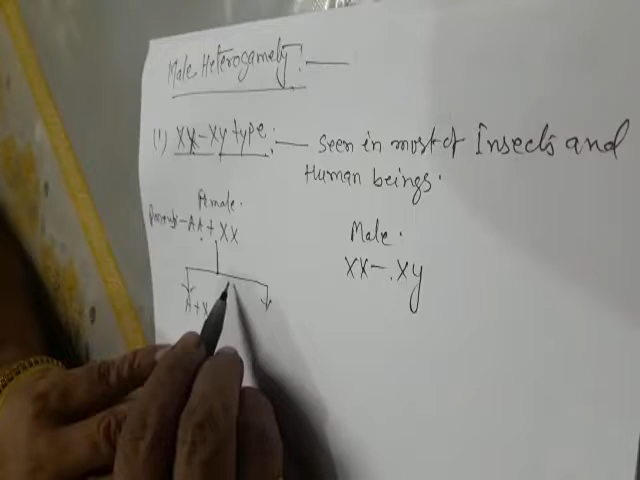 Male Heterogamety:—
(1) XX-Xy type:— seen in most of Insects and
Human beings.
Female.
Parents-AA+XX
Male.
XX-.Xy
A+X